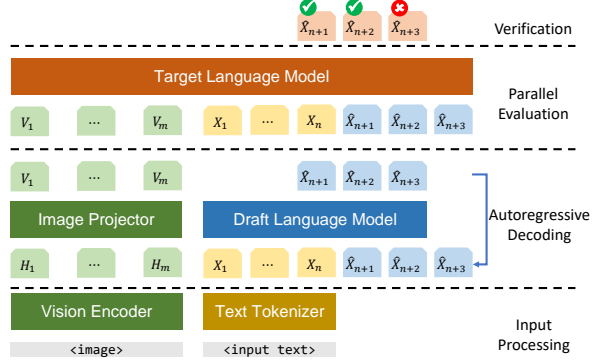 X̂ₙ₊₁ X̂ₙ₊₂ X̂ₙ₊₃ Verification
Target Language Model
Parallel
Evaluation
V₁ ⋯ Vₘ X₁ ⋯ Xₙ X̂ₙ₊₁ X̂ₙ₊₂ X̂ₙ₊₃
V₁ ⋯ Vₘ X̂ₙ₊₁ X̂ₙ₊₂ X̂ₙ₊₃
Image Projector Draft Language Model
Autoregressive
Decoding
H₁ ⋯ Hₘ X₁ ⋯ Xₙ X̂ₙ₊₁ X̂ₙ₊₂ X̂ₙ₊₃
Vision Encoder Text Tokenizer
Input
Processing
<image> <input text>